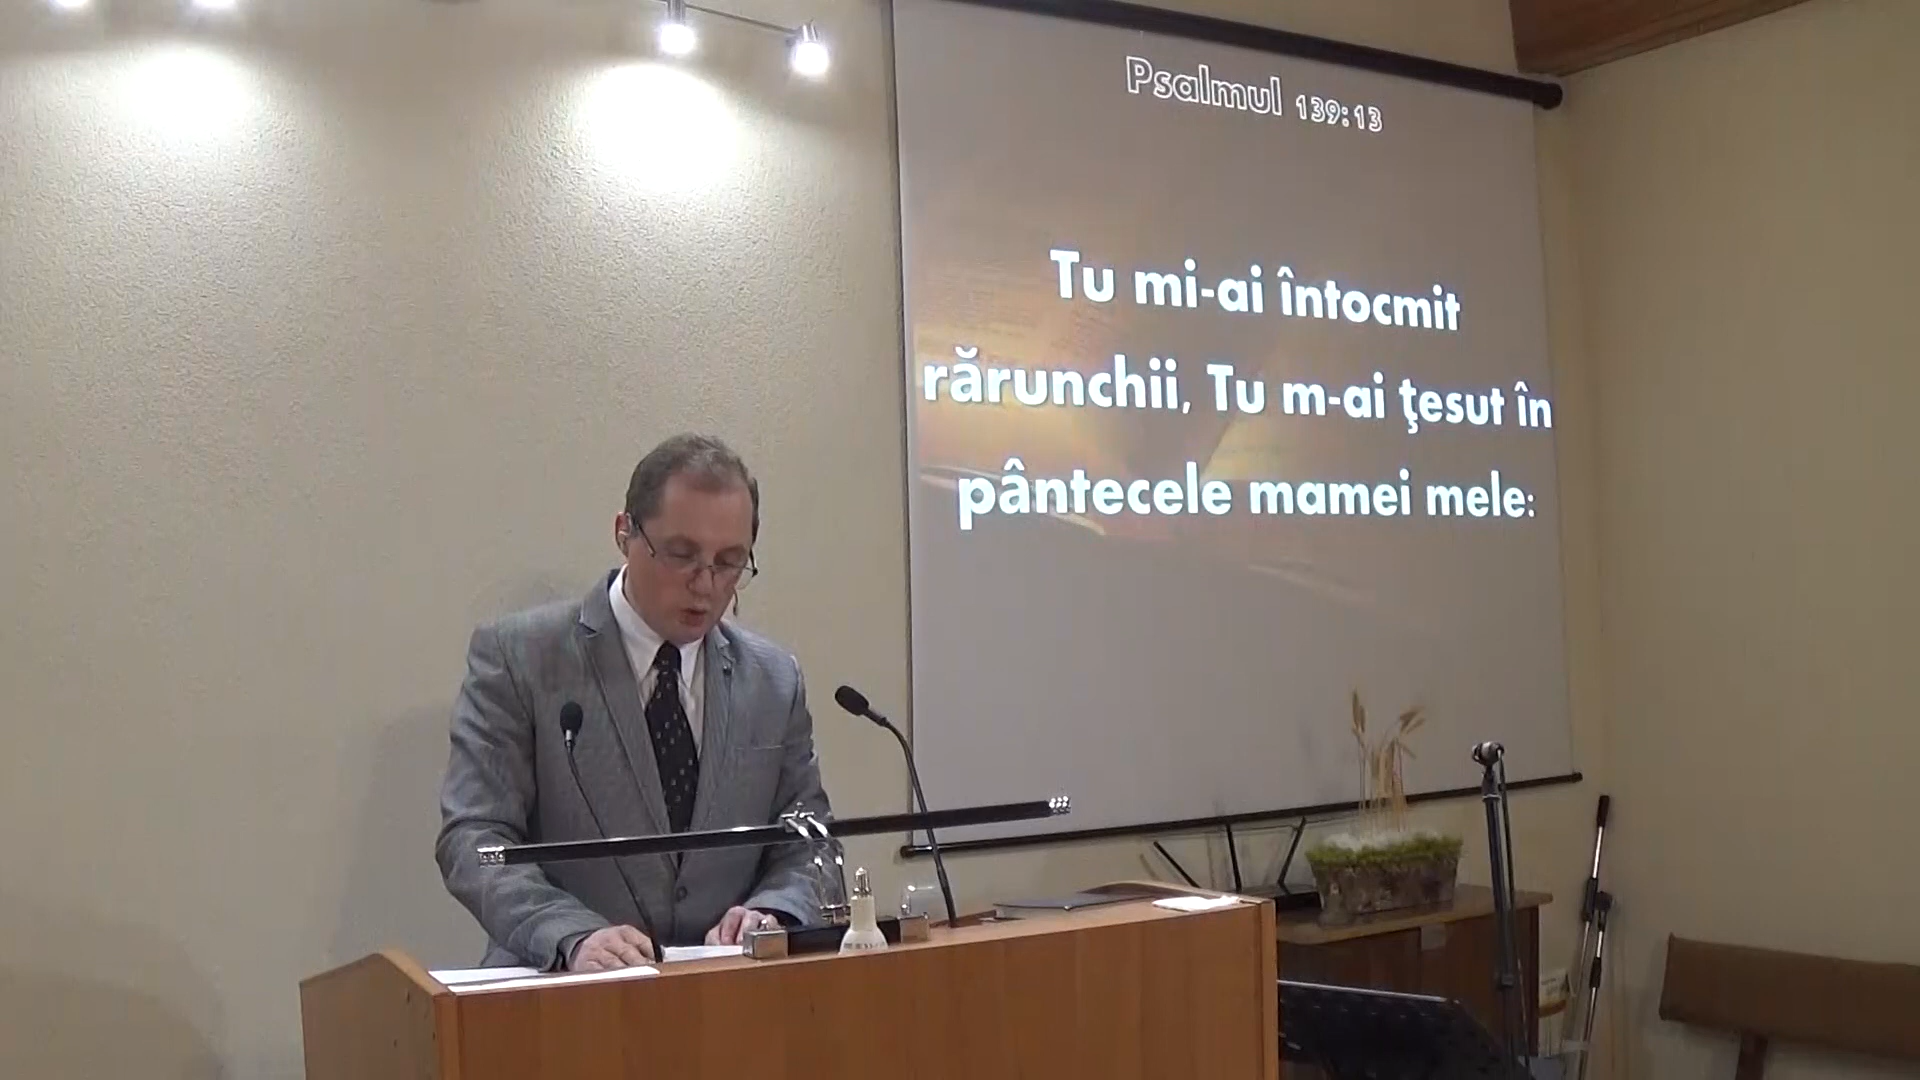 Psalmul 139:13
Tu mi-ai întocmit
rărunchii, Tu m-ai ţesut în
pântecele mamei mele: